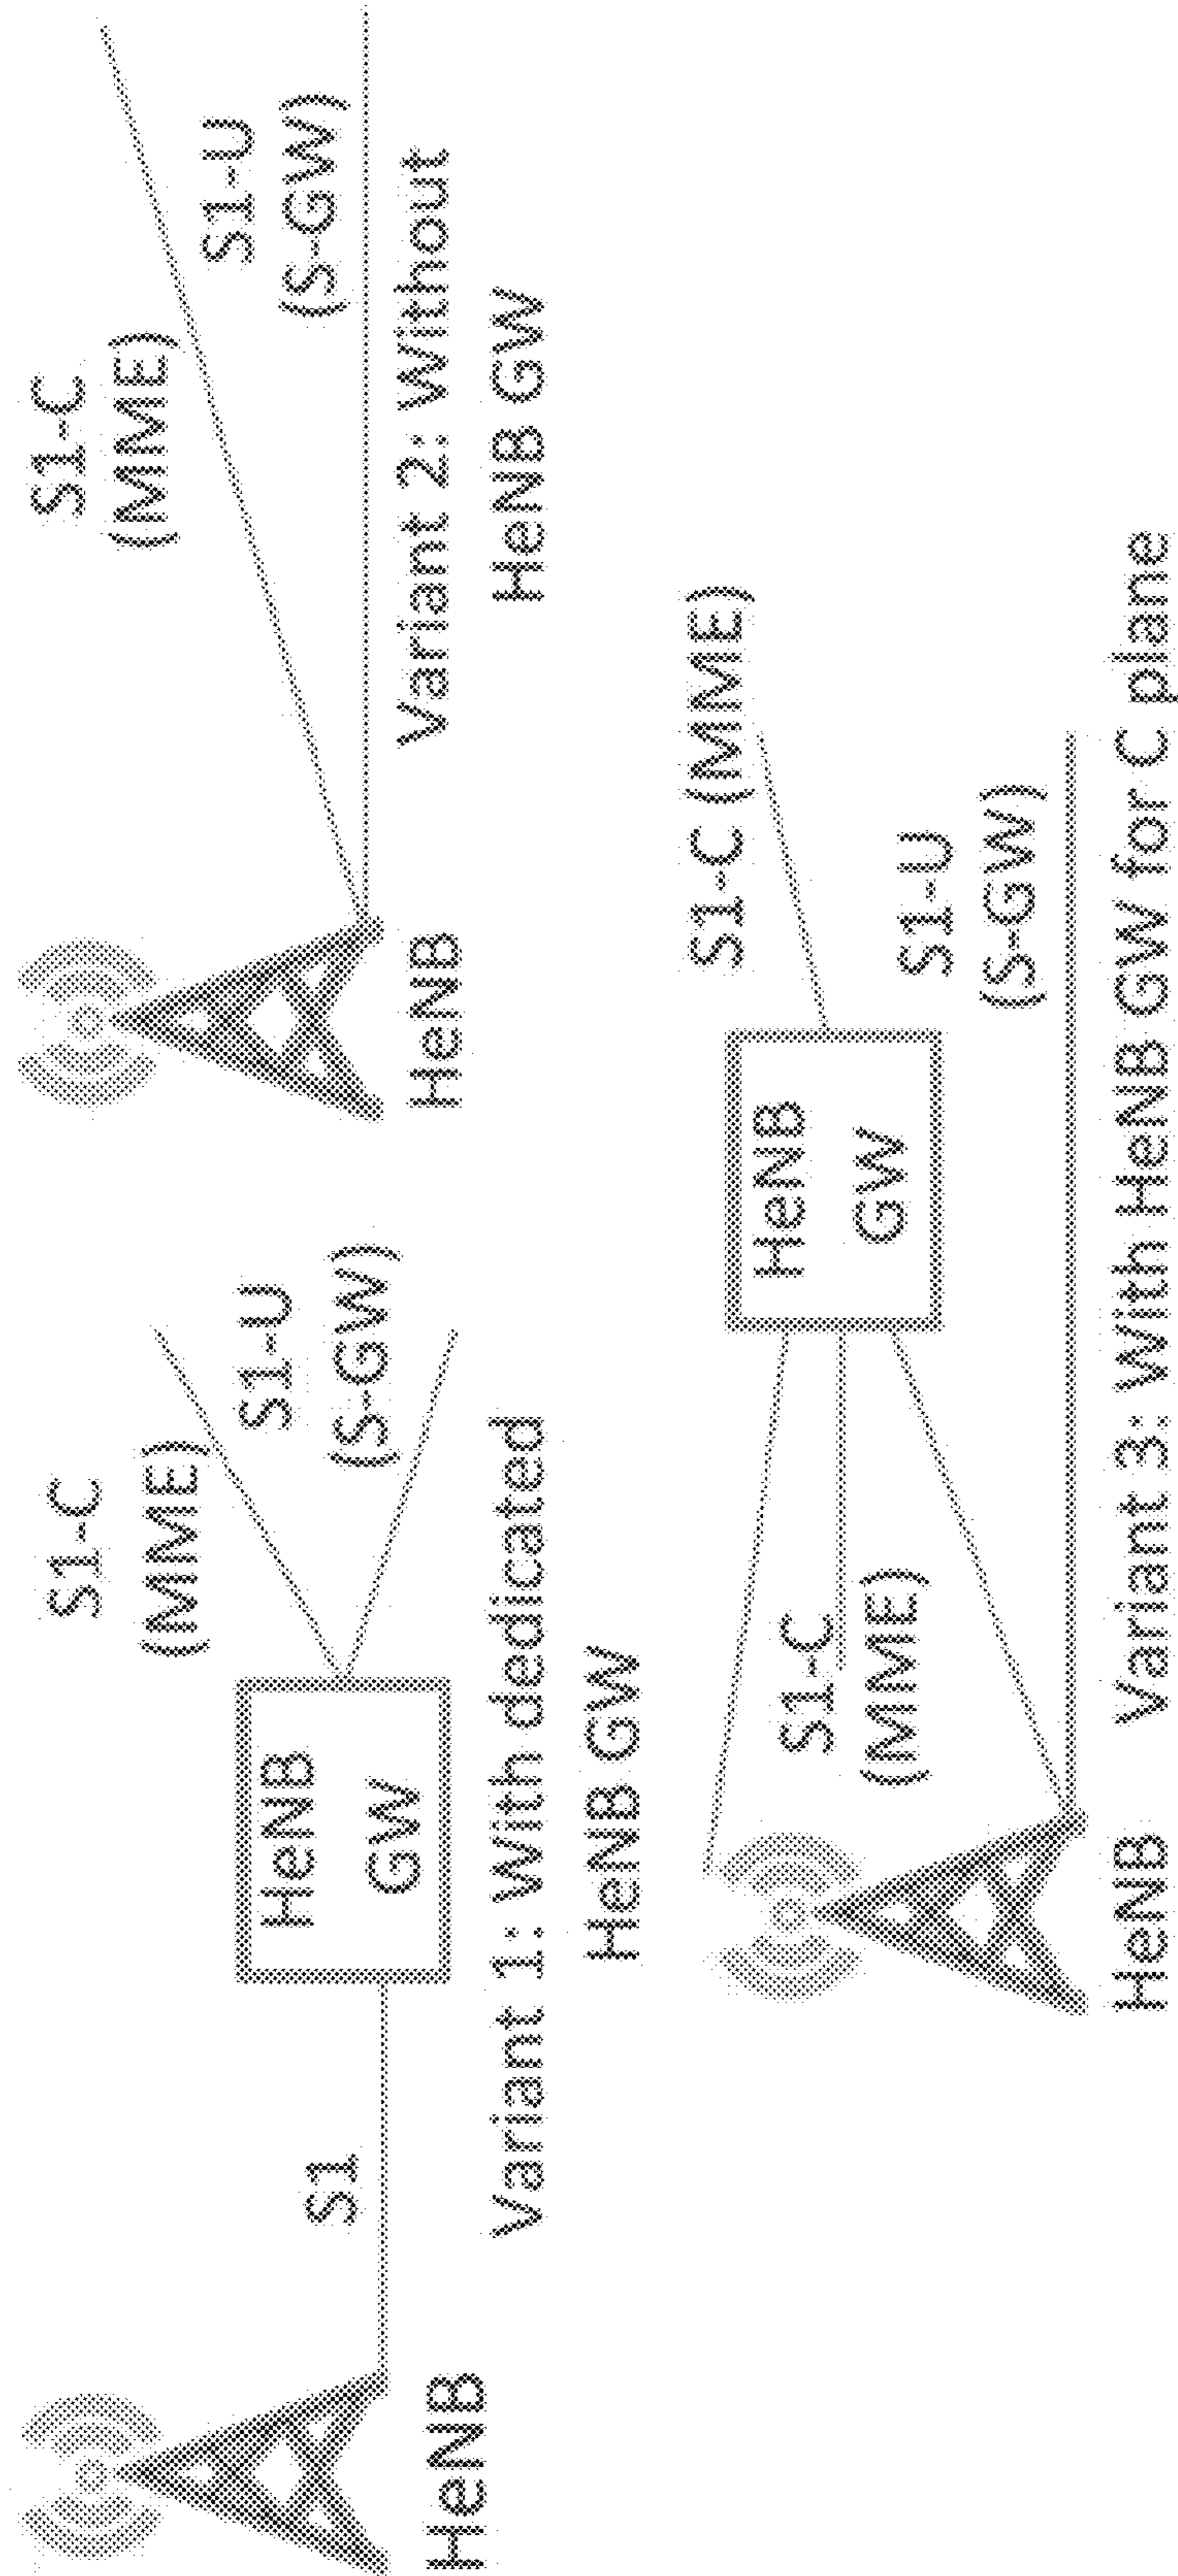 HeNB
S1
HeNB
GW
S1-C
(MME)
S1-U
(S-GW)
Variant 1: With dedicated
HeNB GW
HeNB
S1-C
(MME)
S1-U
(S-GW)
Variant 2: Without
HeNB GW
HeNB
S1-C
(MME)
HeNB
GW
S1-C (MME)
S1-U
(S-GW)
Variant 3: With HeNB GW for C plane